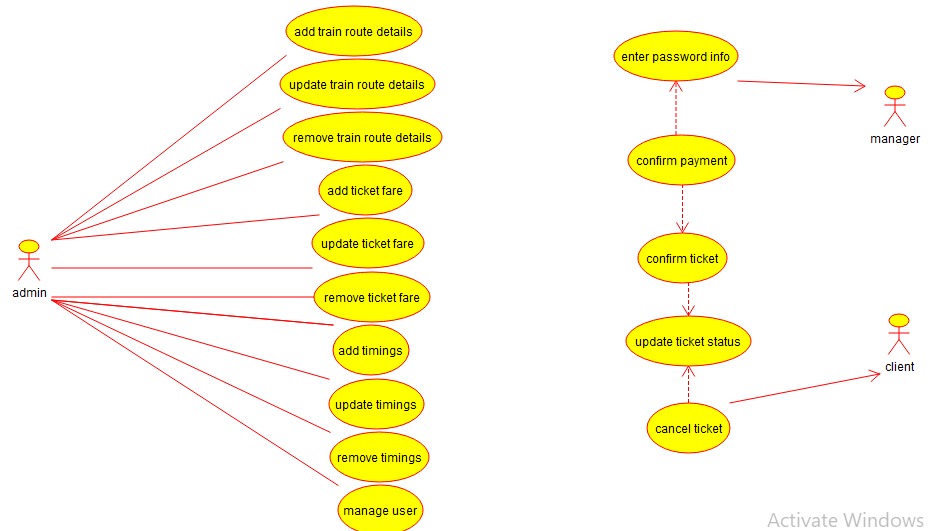 add train route details
update train route details
remove train route details
add ticket fare
update ticket fare
remove ticket fare
add timings
update timings
remove timings
manage user
admin
enter password info
confirm payment
confirm ticket
update ticket status
cancel ticket
manager
client
Activate Windows